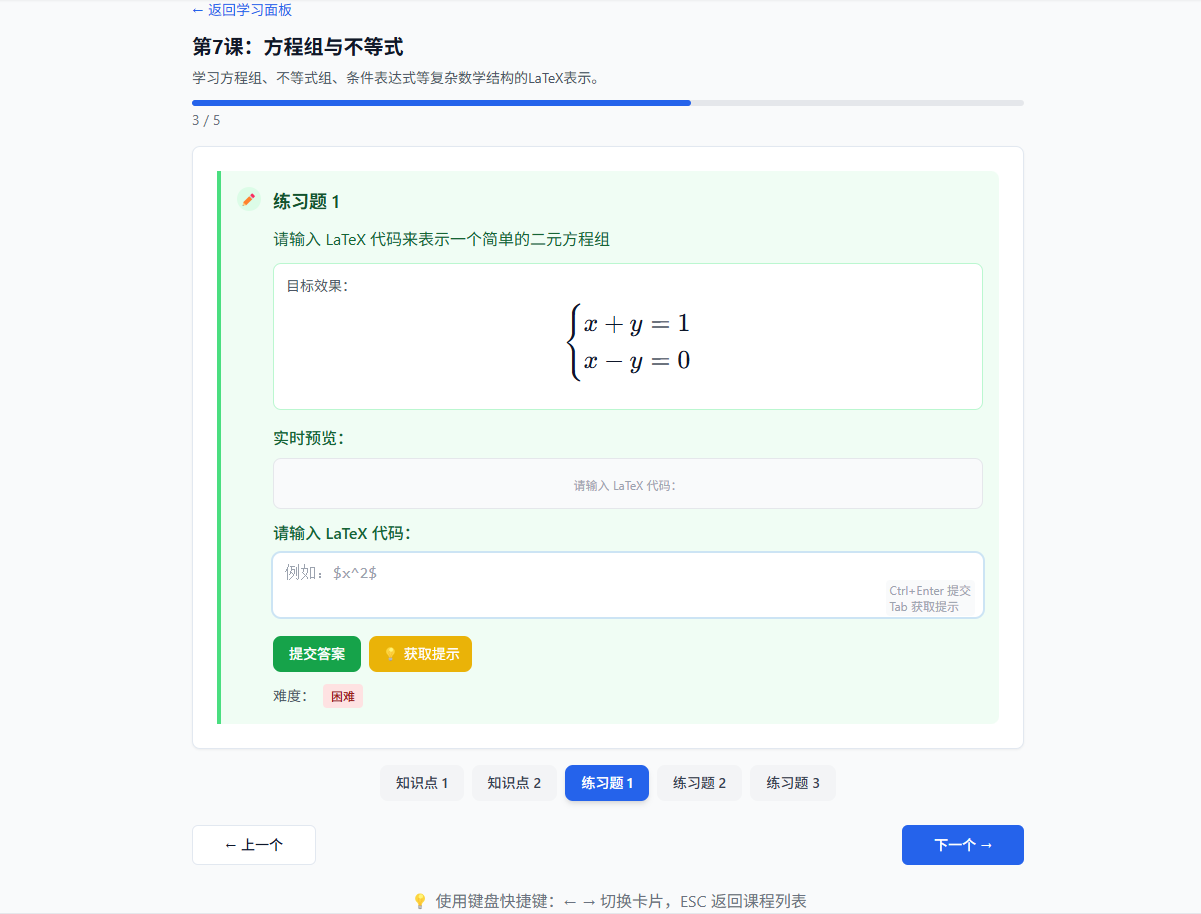 ← 返回学习面板
第7课：方程组与不等式
学习方程组、不等式组、条件表达式等复杂数学结构的LaTeX表示。
3 / 5
练习题 1
请输入 LaTeX 代码来表示一个简单的二元方程组
目标效果：
x + y = 1
x − y = 0
实时预览：
请输入 LaTeX 代码：
请输入 LaTeX 代码：
例如：$x^2$
Ctrl+Enter 提交
Tab 获取提示
提交答案 💡 获取提示
难度： 困难
知识点 1 知识点 2 练习题 1 练习题 2 练习题 3
← 上一个 下一个 →
💡 使用键盘快捷键：← → 切换卡片，ESC 返回课程列表